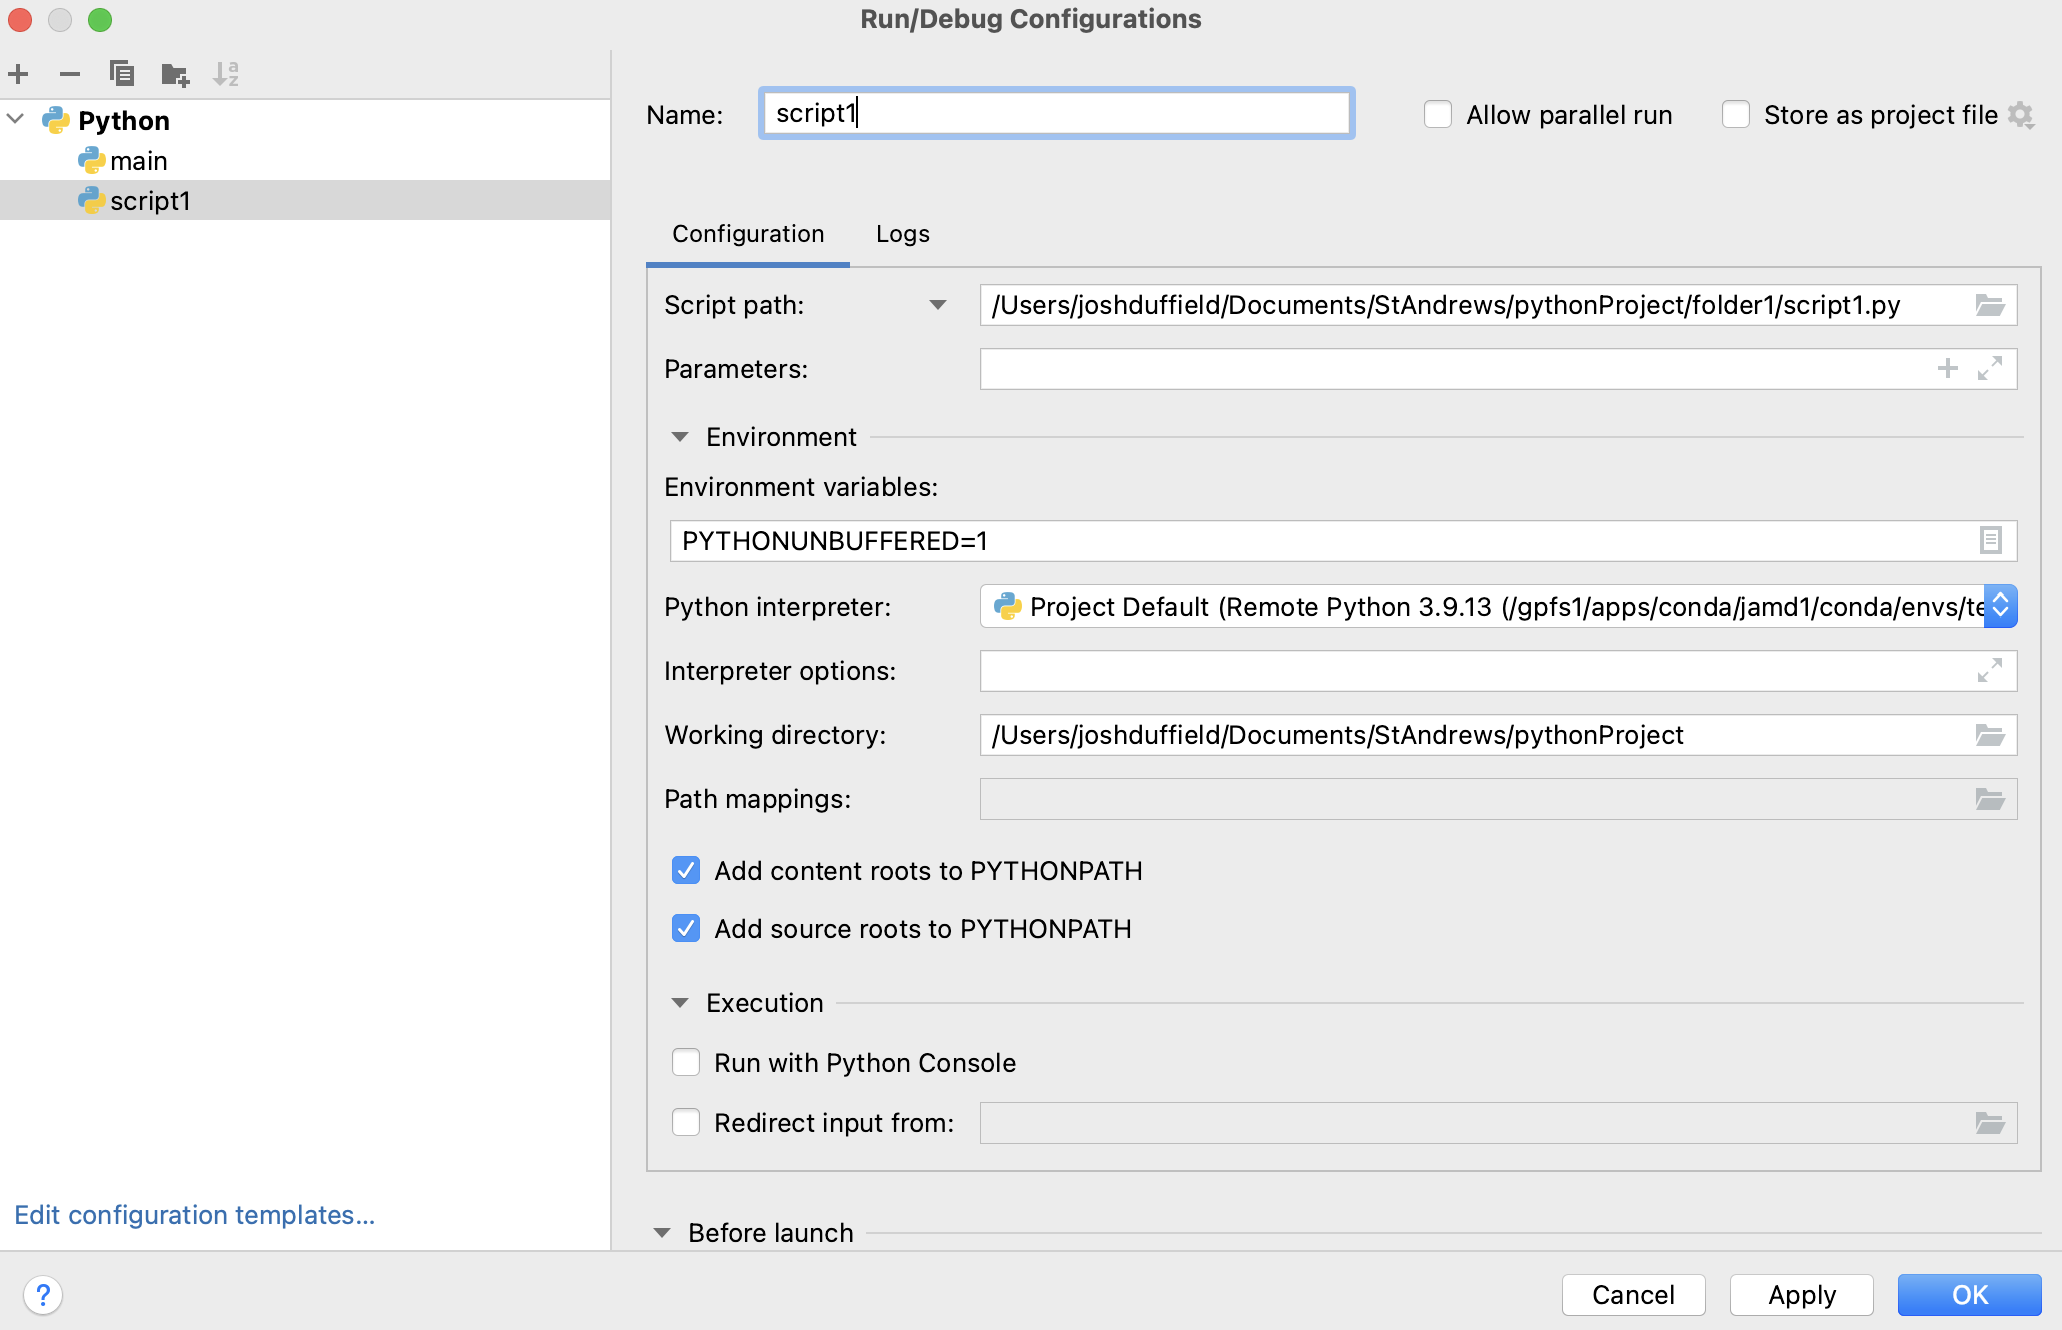 Run/Debug Configurations
Python
main
script1
Edit configuration templates...
Name: script1
Allow parallel run
Store as project file
Configuration Logs
Script path: /Users/joshduffield/Documents/StAndrews/pythonProject/folder1/script1.py
Parameters:
Environment
Environment variables:
PYTHONUNBUFFERED=1
Python interpreter: Project Default (Remote Python 3.9.13 (/gpfs1/apps/conda/jamd1/conda/envs/te
Interpreter options:
Working directory: /Users/joshduffield/Documents/StAndrews/pythonProject
Path mappings:
Add content roots to PYTHONPATH
Add source roots to PYTHONPATH
Execution
Run with Python Console
Redirect input from:
Before launch
? Cancel Apply OK